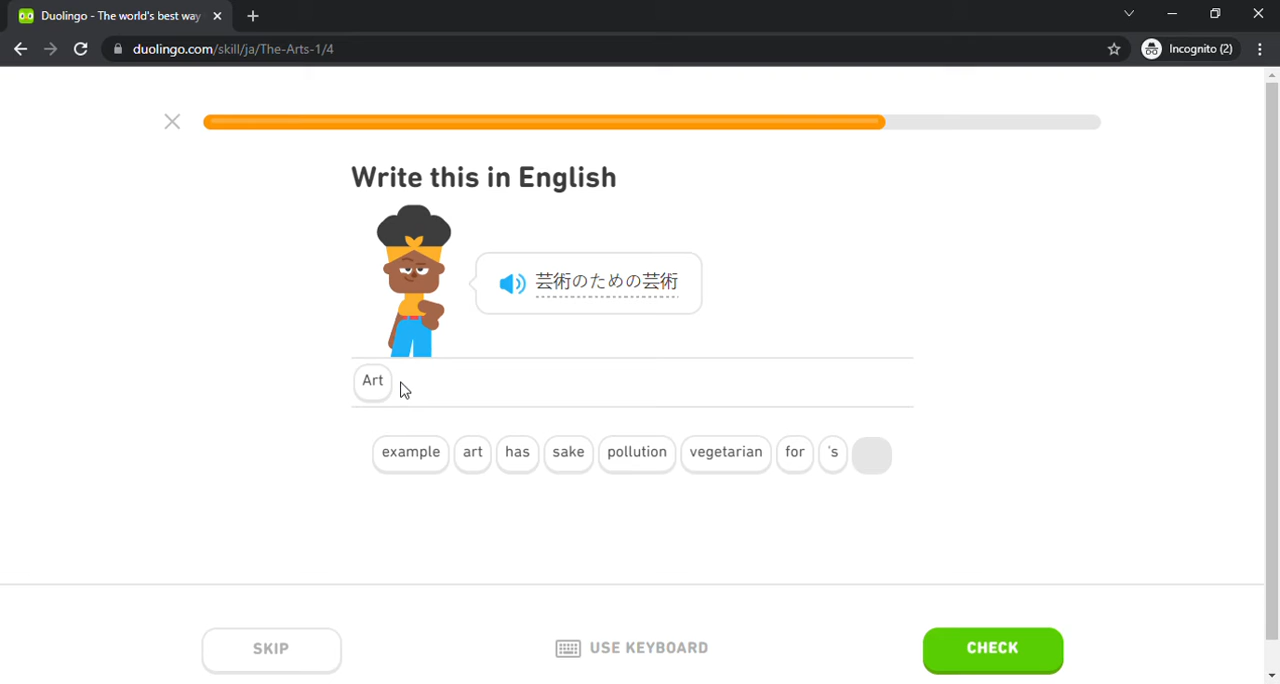 Duolingo - The world's best way
duolingo.com/skill/ja/The-Arts-1/4
Incognito (2)
Write this in English
芸術のための芸術
Art
example art has sake pollution vegetarian for 's
SKIP
USE KEYBOARD
CHECK